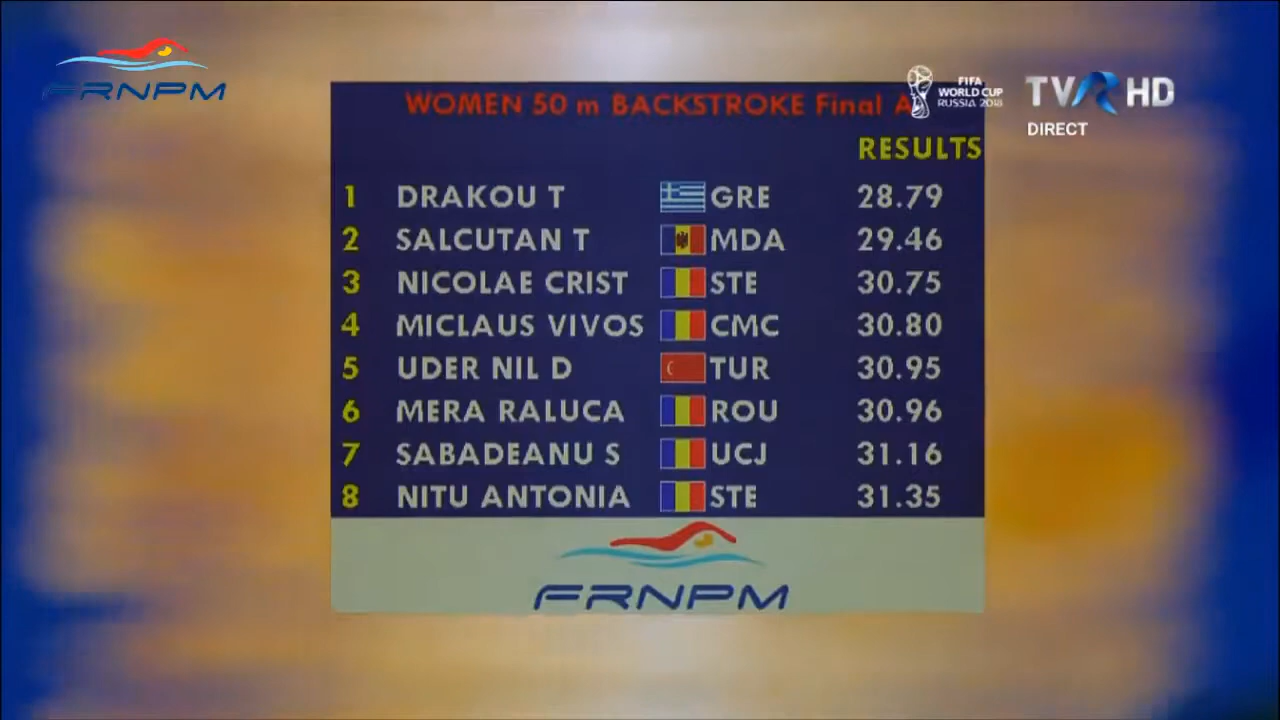 FRNPM
FIFA
WORLD CUP
RUSSIA 2018
TVR HD
DIRECT
WOMEN 50 m BACKSTROKE Final A
RESULTS
1 DRAKOU T GRE 28.79
2 SALCUTAN T MDA 29.46
3 NICOLAE CRIST STE 30.75
4 MICLAUS VIVOS CMC 30.80
5 UDER NIL D TUR 30.95
6 MERA RALUCA ROU 30.96
7 SABADEANU S UCJ 31.16
8 NITU ANTONIA STE 31.35
FRNPM